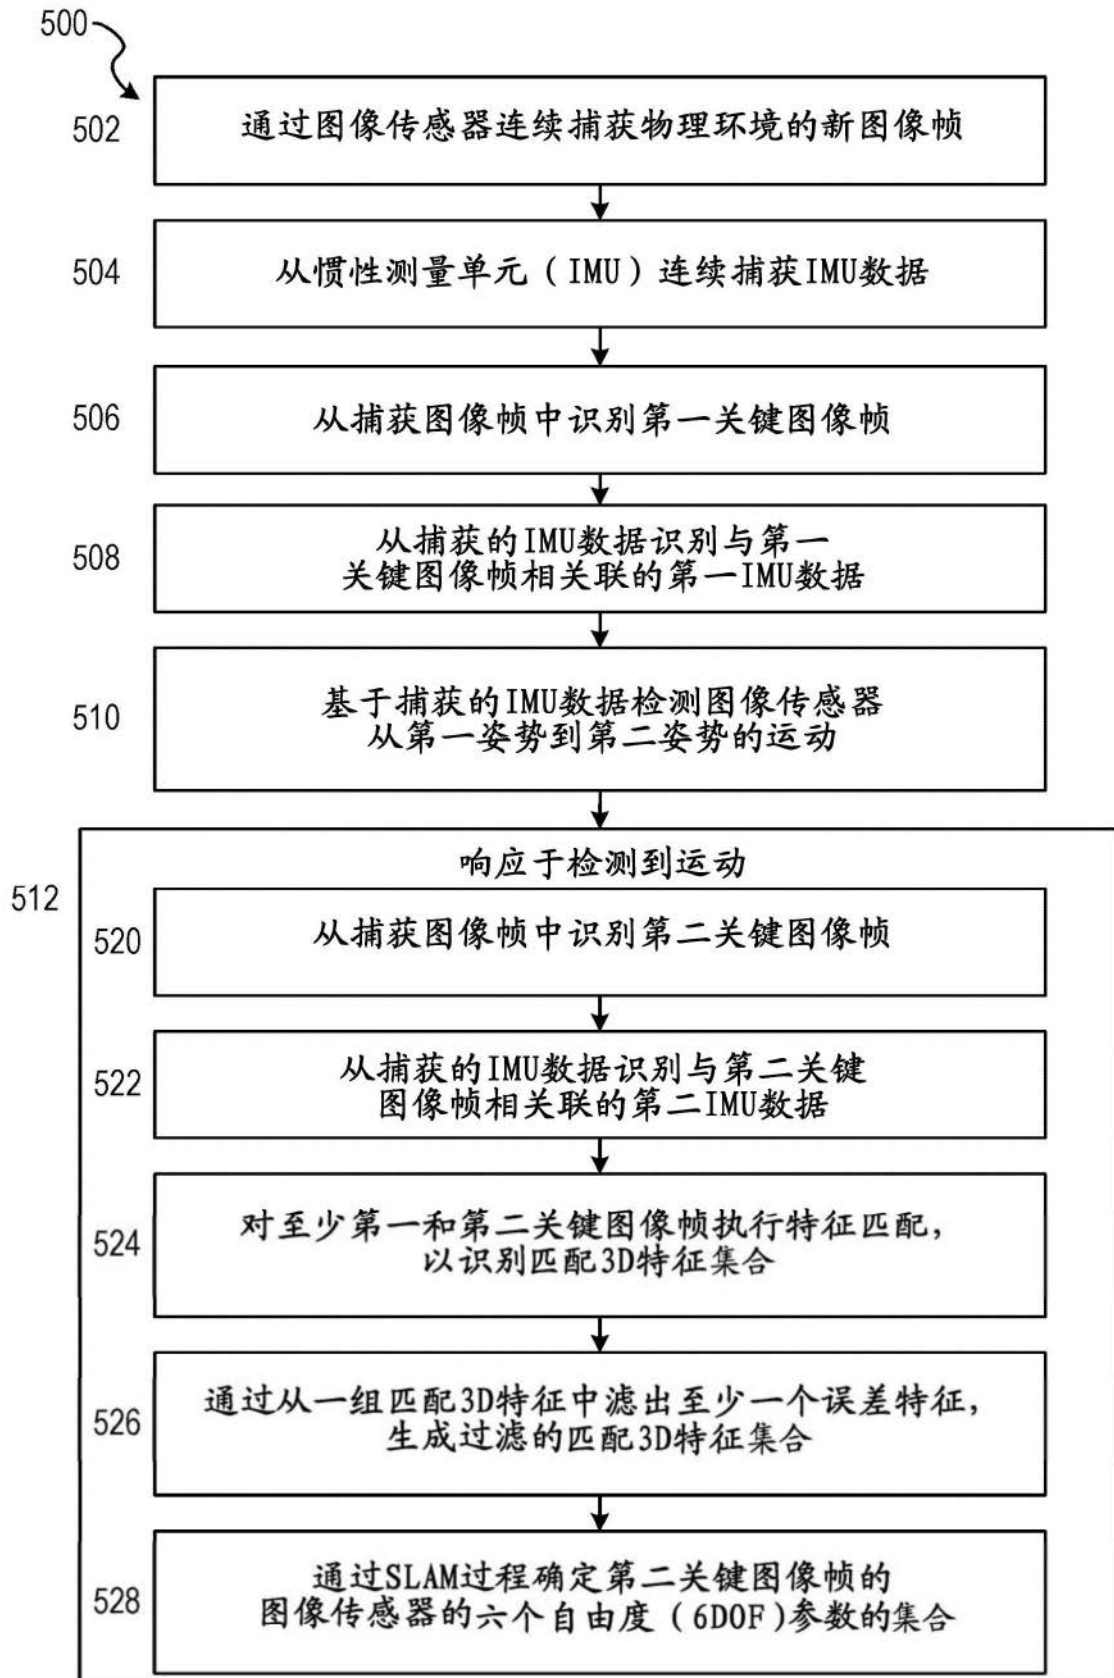 500
502
通过图像传感器连续捕获物理环境的新图像帧
504
从惯性测量单元（IMU）连续捕获IMU数据
506
从捕获图像帧中识别第一关键图像帧
508
从捕获的IMU数据识别与第一
关键图像帧相关联的第一IMU数据
510
基于捕获的IMU数据检测图像传感器
从第一姿势到第二姿势的运动
512
响应于检测到运动
520
从捕获图像帧中识别第二关键图像帧
522
从捕获的IMU数据识别与第二关键
图像帧相关联的第二IMU数据
524
对至少第一和第二关键图像帧执行特征匹配，
以识别匹配3D特征集合
526
通过从一组匹配3D特征中滤出至少一个误差特征，
生成过滤的匹配3D特征集合
528
通过SLAM过程确定第二关键图像帧的
图像传感器的六个自由度（6DOF)参数的集合